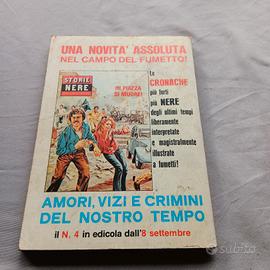 UNA NOVITA' ASSOLUTA
NEL CAMPO DEL FUMETTO!
STORIE
NERE
IN PIAZZA
SI MUORE!
Le
CRONACHE
più forti
più NERE
degli ultimi tempi
liberamente
interpretate
e magistralmente
illustrate
a fumetti!
AMORI, VIZI E CRIMINI
DEL NOSTRO TEMPO
il N. 4 in edicola dall'8 settembre
subito